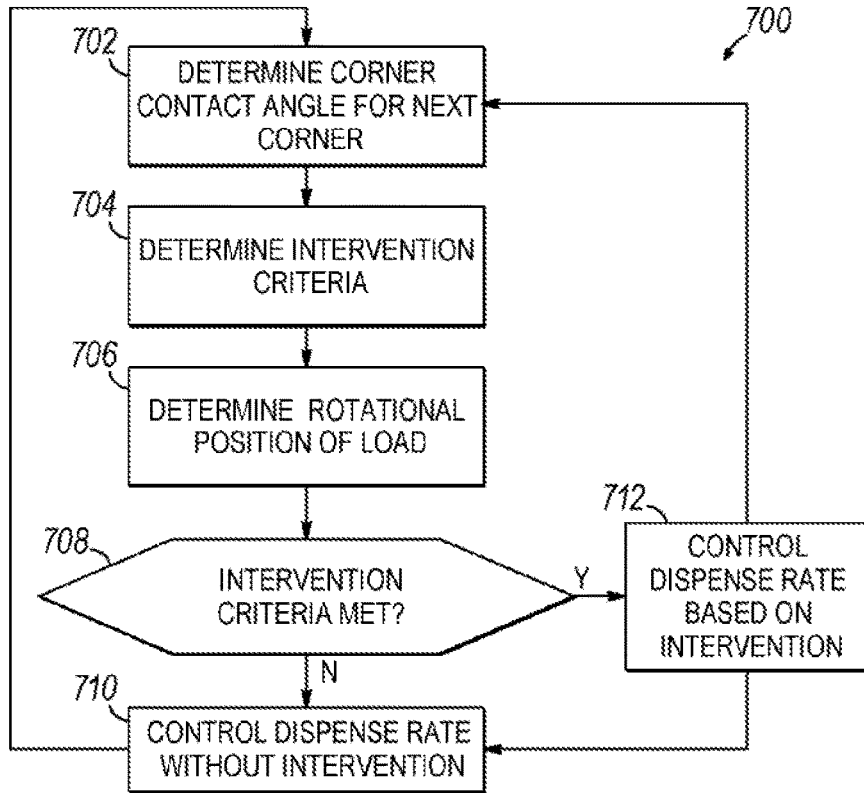 700
702
DETERMINE CORNER
CONTACT ANGLE FOR NEXT
CORNER
704
DETERMINE INTERVENTION
CRITERIA
706
DETERMINE ROTATIONAL
POSITION OF LOAD
708
INTERVENTION
CRITERIA MET?
Y
N
712
CONTROL
DISPENSE RATE
BASED ON
INTERVENTION
710
CONTROL DISPENSE RATE
WITHOUT INTERVENTION